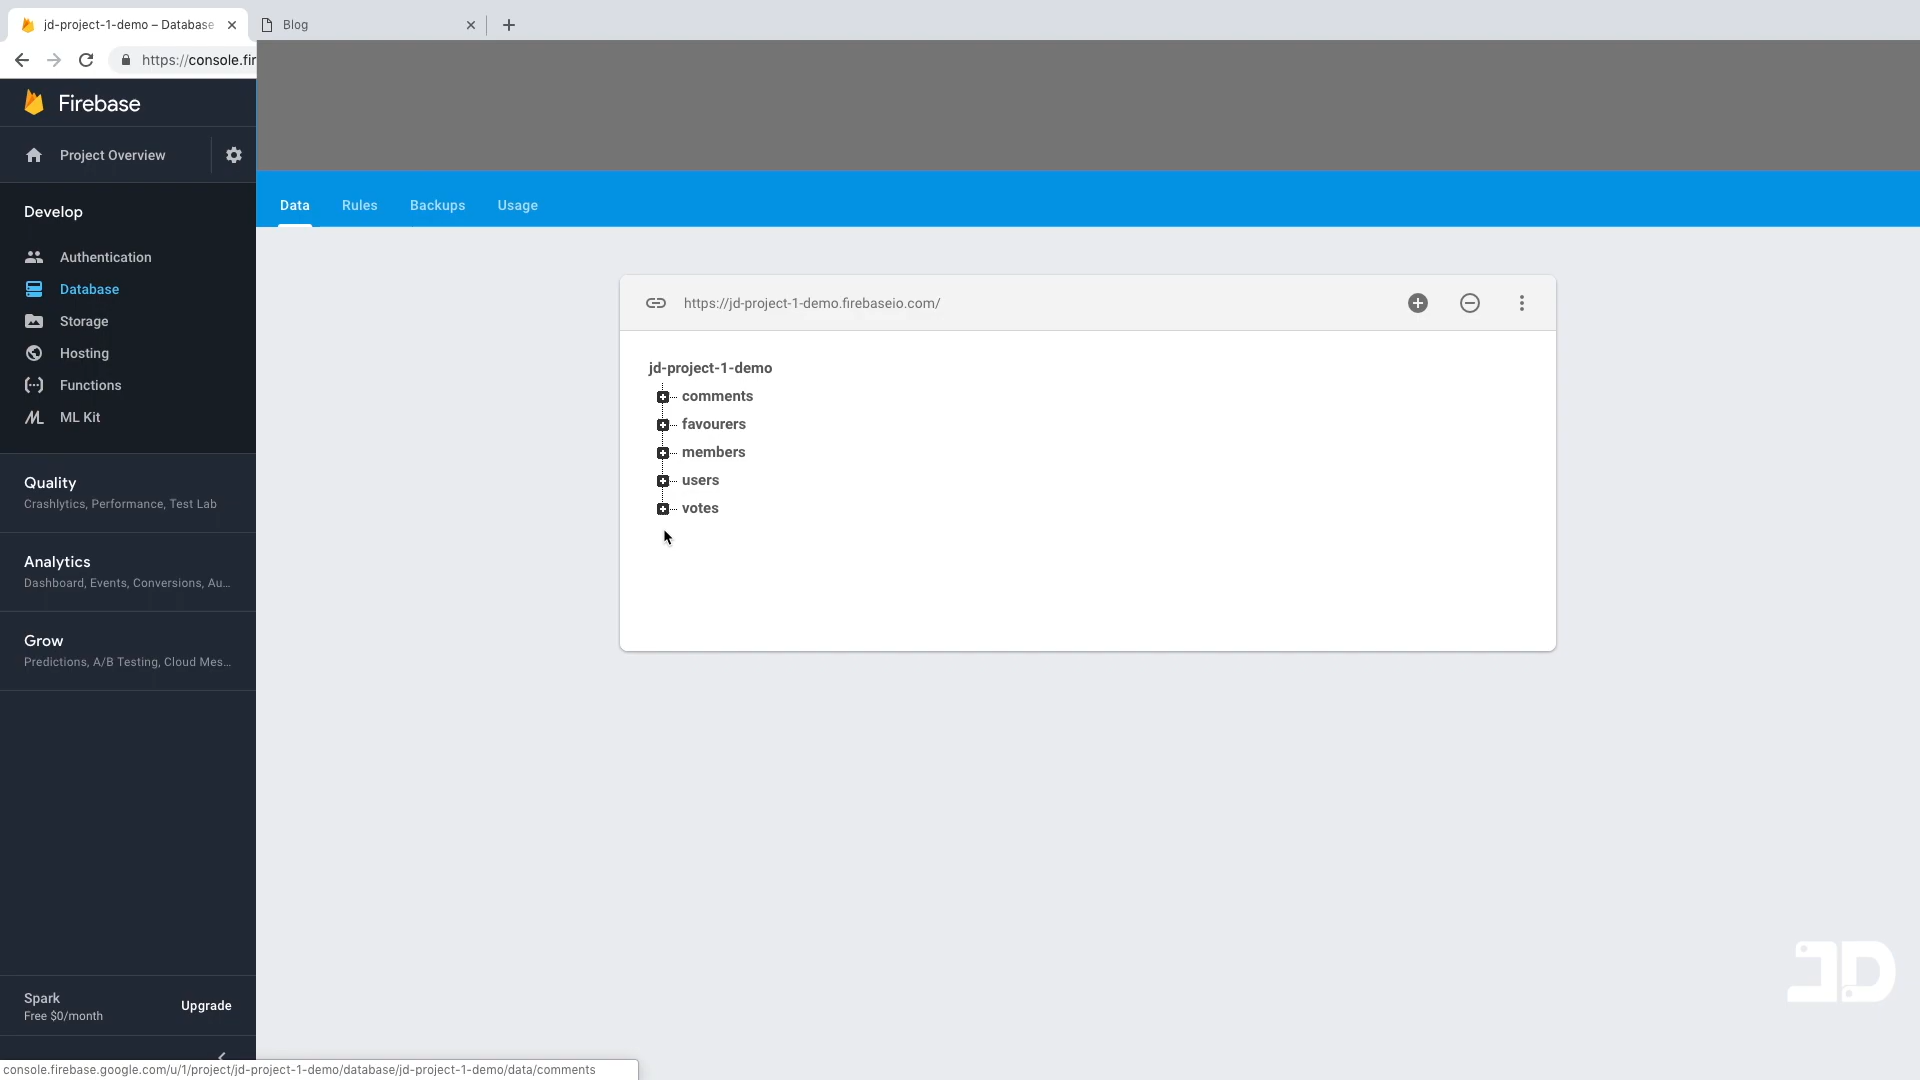 jd-project-1-demo – Database
Blog
https://console.fir
Firebase
Project Overview
Develop
Authentication
Database
Storage
Hosting
Functions
ML Kit
Quality
Crashlytics, Performance, Test Lab
Analytics
Dashboard, Events, Conversions, Au...
Grow
Predictions, A/B Testing, Cloud Mes...
Spark
Free $0/month
Upgrade
Data
Rules
Backups
Usage
https://jd-project-1-demo.firebaseio.com/
jd-project-1-demo
comments
favourers
members
users
votes
JD
console.firebase.google.com/u/1/project/jd-project-1-demo/database/jd-project-1-demo/data/comments